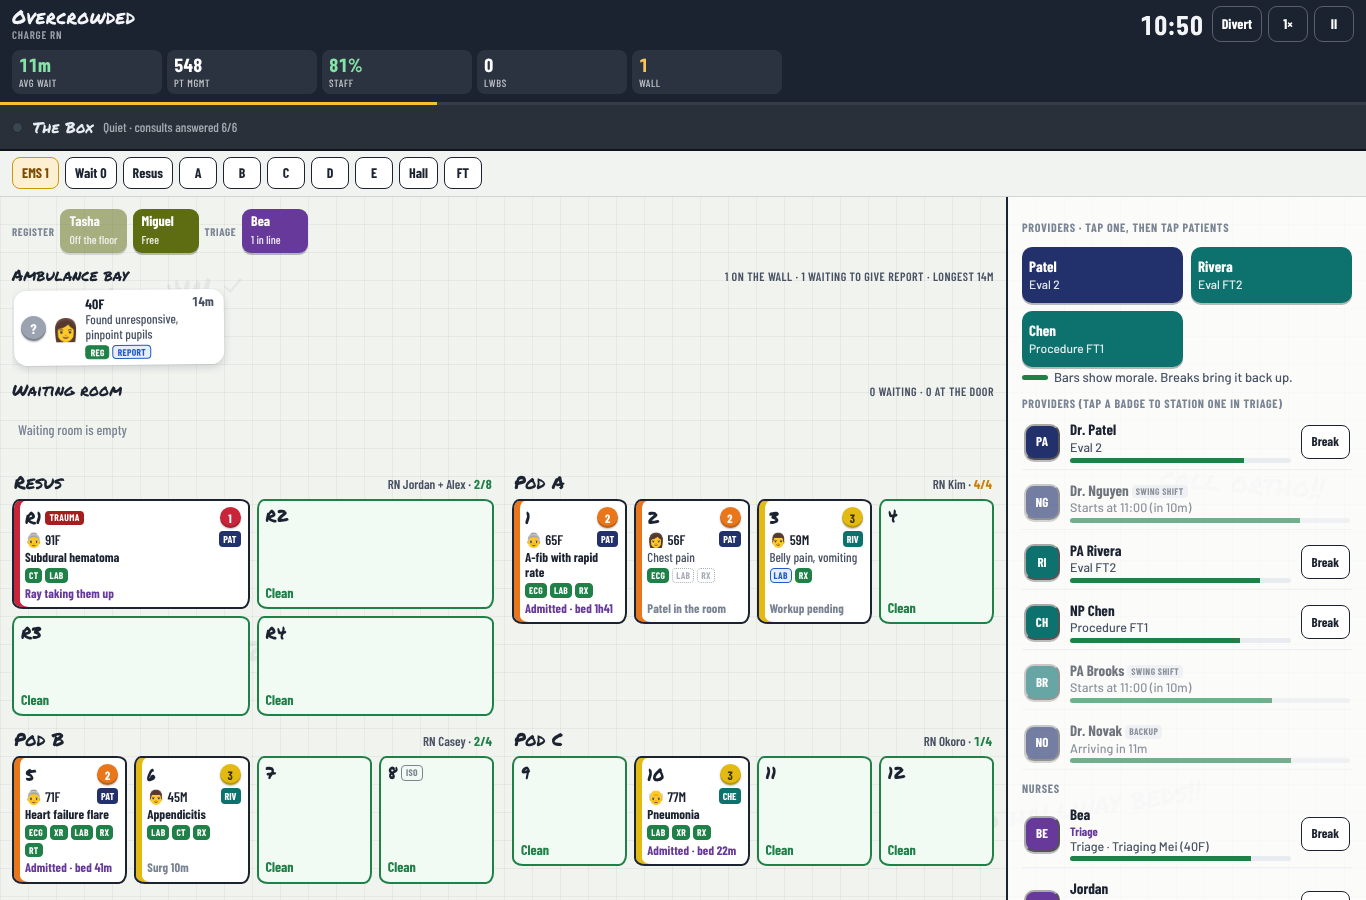 Overcrowded
CHARGE RN
10:50
Divert
1×
II
11m
AVG WAIT
548
PT MGMT
81%
STAFF
0
LWBS
1
WALL
The Box
Quiet · consults answered 6/6
EMS 1
Wait 0
Resus
A
B
C
D
E
Hall
FT
REGISTER
Tasha
Off the floor
Miguel
Free
TRIAGE
Bea
1 in line
Ambulance bay
1 ON THE WALL · 1 WAITING TO GIVE REPORT · LONGEST 14M
?
40F
14m
Found unresponsive,
pinpoint pupils
REG
REPORT
Waiting room
0 WAITING · 0 AT THE DOOR
Waiting room is empty
Resus
RN Jordan + Alex · 2/8
R1 TRAUMA
1
91F
PAT
Subdural hematoma
CT LAB
Ray taking them up
R2
Clean
R3
Clean
R4
Clean
Pod A
RN Kim · 4/4
1
2
65F
PAT
A-fib with rapid
rate
ECG LAB RX
Admitted · bed 1h41
2
2
56F
PAT
Chest pain
ECG LAB RX
Patel in the room
3
3
59M
RIV
Belly pain, vomiting
LAB RX
Workup pending
4
Clean
Pod B
RN Casey · 2/4
5
2
71F
PAT
Heart failure flare
ECG XR LAB RX
RT
Admitted · bed 41m
6
3
45M
RIV
Appendicitis
LAB CT RX
Surg 10m
7
Clean
8 ISO
Clean
Pod C
RN Okoro · 1/4
9
Clean
10
3
77M
CHE
Pneumonia
LAB XR RX
Admitted · bed 22m
11
Clean
12
Clean
PROVIDERS · TAP ONE, THEN TAP PATIENTS
Patel
Eval 2
Rivera
Eval FT2
Chen
Procedure FT1
Bars show morale. Breaks bring it back up.
PROVIDERS (TAP A BADGE TO STATION ONE IN TRIAGE)
PA
Dr. Patel
Eval 2
Break
NG
Dr. Nguyen SWING SHIFT
Starts at 11:00 (in 10m)
RI
PA Rivera
Eval FT2
Break
CH
NP Chen
Procedure FT1
Break
BR
PA Brooks SWING SHIFT
Starts at 11:00 (in 10m)
NO
Dr. Novak BACKUP
Arriving in 11m
NURSES
BE
Bea
Triage
Triage · Triaging Mei (40F)
Break
Jordan